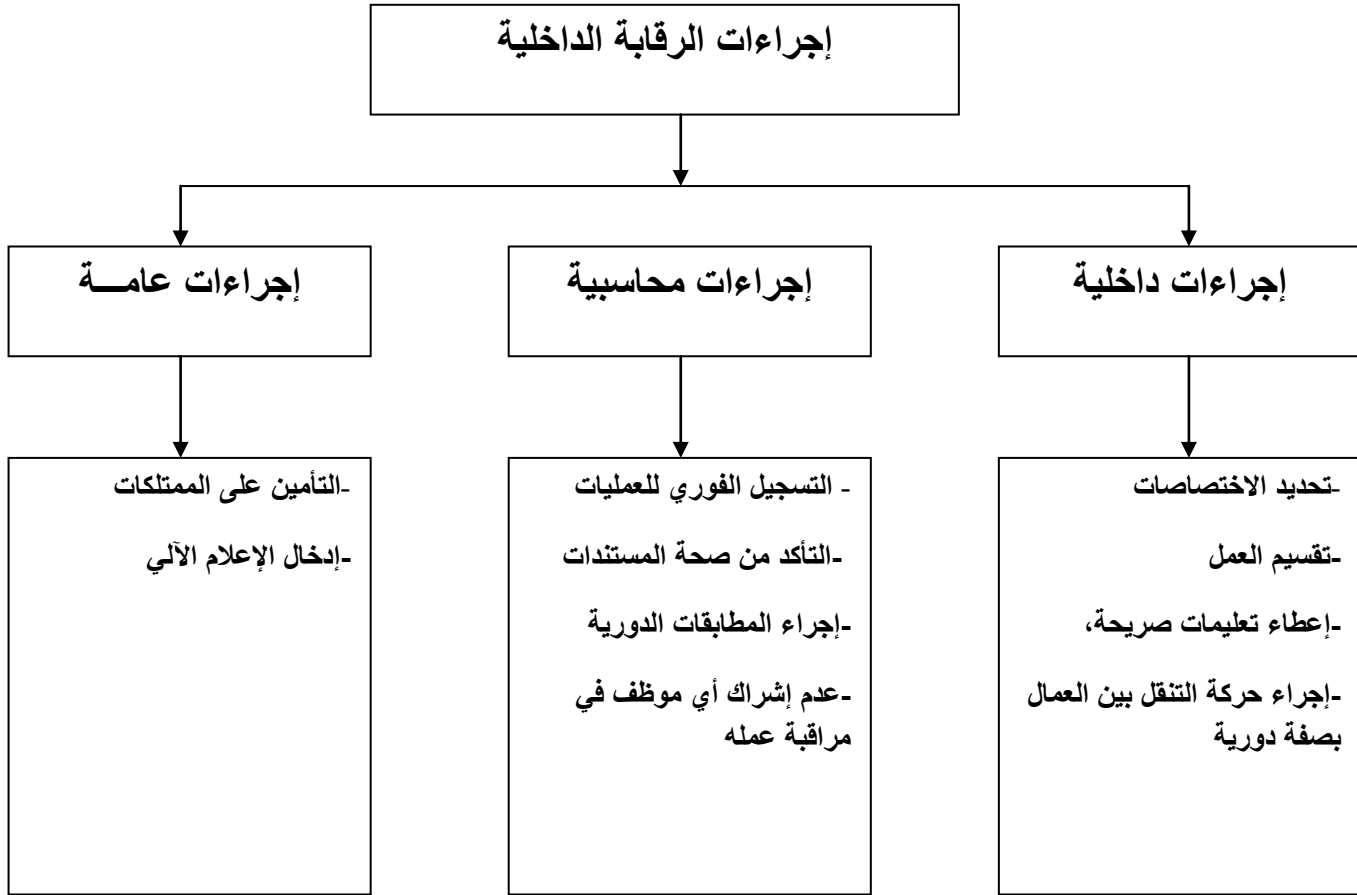 إجراءات الرقابة الداخلية
إجراءات داخلية
إجراءات محاسبية
إجراءات عامـــة
-تحديد الاختصاصات
-تقسيم العمل
-إعطاء تعليمات صريحة،
-إجراء حركة التنقل بين العمال
بصفة دورية
- التسجيل الفوري للعمليات
-التأكد من صحة المستندات
-إجراء المطابقات الدورية
-عدم إشراك أي موظف في
مراقبة عمله
-التأمين على الممتلكات
-إدخال الإعلام الآلي